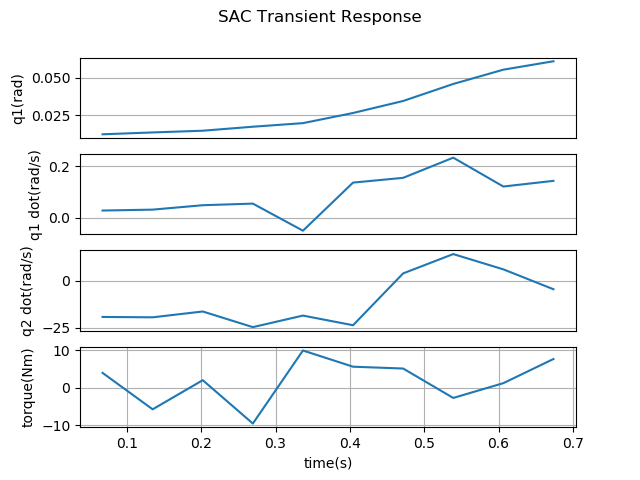 SAC Transient Response
q1(rad)
0.050
0.025
q1 dot(rad/s)
0.2
0.0
q2 dot(rad/s)
0
−25
torque(Nm)
10
0
−10
0.1 0.2 0.3 0.4 0.5 0.6 0.7
time(s)